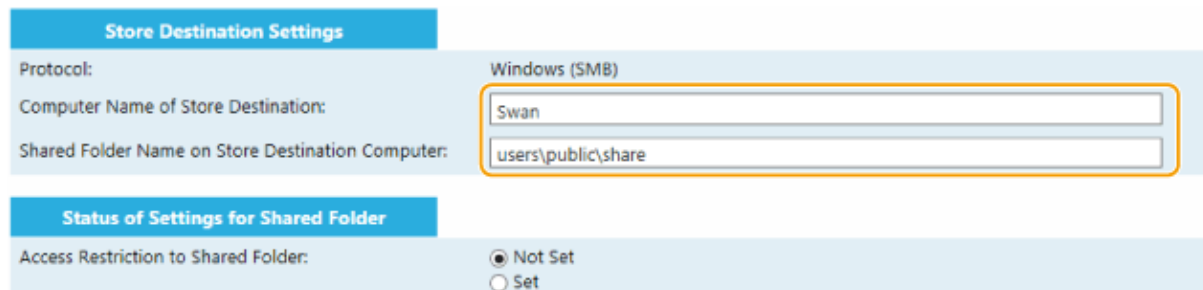 Store Destination Settings
Protocol: Windows (SMB)
Computer Name of Store Destination: Swan
Shared Folder Name on Store Destination Computer: users\public\share
Status of Settings for Shared Folder
Access Restriction to Shared Folder: Not Set
Set